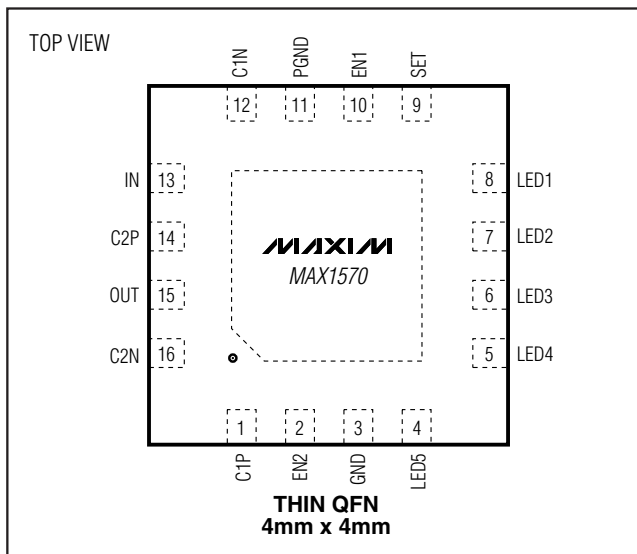 TOP VIEW
C1N
PGND
EN1
SET
12 11 10 9
IN 13
8 LED1
C2P 14
7 LED2
MAXIM
MAX1570
OUT 15
6 LED3
C2N 16
5 LED4
1 2 3 4
C1P
EN2
GND
LED5
THIN QFN
4mm x 4mm